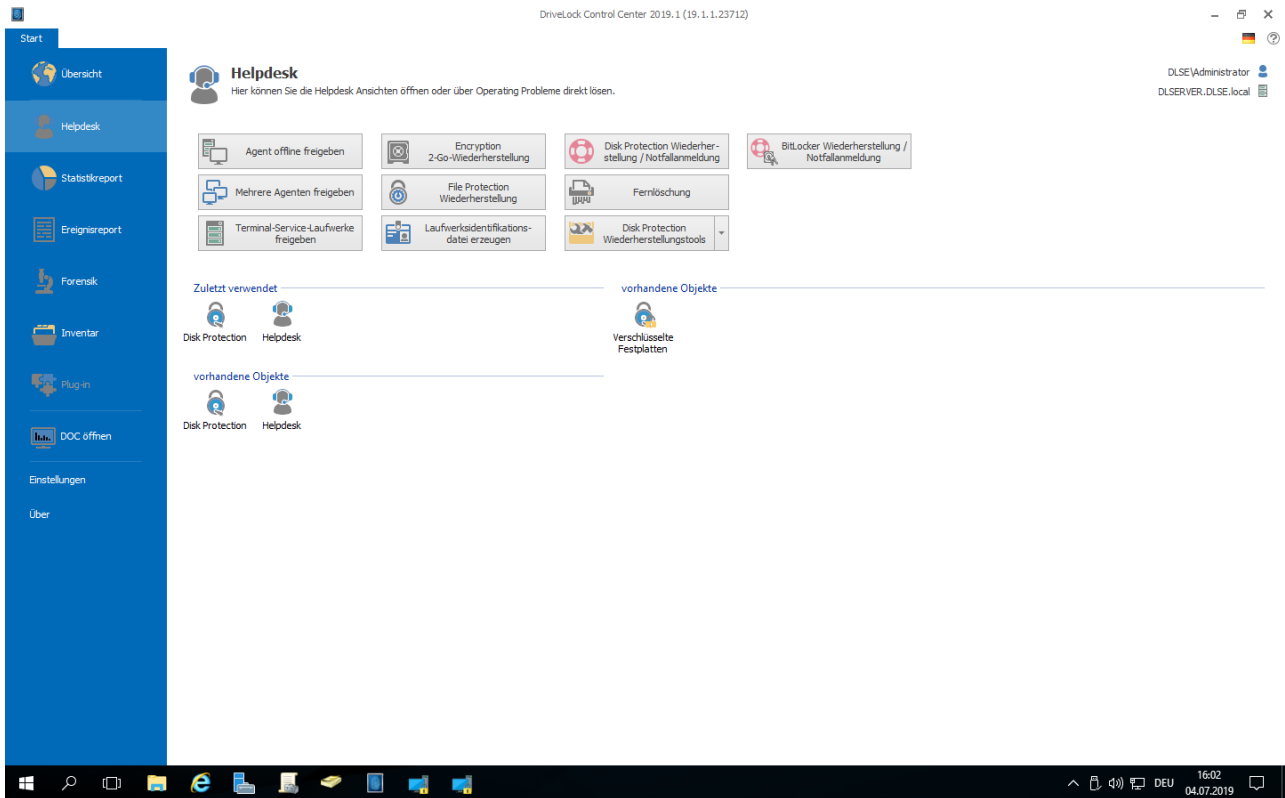 DriveLock Control Center 2019.1 (19.1.1.23712)
Start
Übersicht
Helpdesk
Statistikreport
Ereignisreport
Forensik
Inventar
Plug-in
DOC öffnen
Einstellungen
Über
Helpdesk
Hier können Sie die Helpdesk Ansichten öffnen oder über Operating Probleme direkt lösen.
DLSE\Administrator
DLSERVER.DLSE.local
Agent offline freigeben
Encryption
2-Go-Wiederherstellung
Disk Protection Wiederher-
stellung / Notfallanmeldung
BitLocker Wiederherstellung /
Notfallanmeldung
Mehrere Agenten freigeben
File Protection
Wiederherstellung
Fernlöschung
Terminal-Service-Laufwerke
freigeben
Laufwerksidentifikations-
datei erzeugen
Disk Protection
Wiederherstellungstools
Zuletzt verwendet
Disk Protection
Helpdesk
vorhandene Objekte
Verschlüsselte
Festplatten
vorhandene Objekte
Disk Protection
Helpdesk
DEU
16:02
04.07.2019